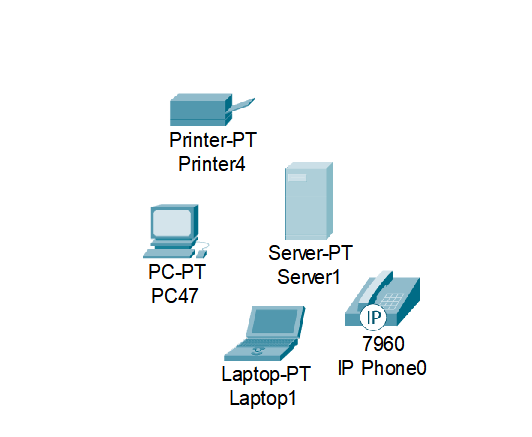 Printer-PT
Printer4
Server-PT
Server1
PC-PT
PC47
IP
7960
IP Phone0
Laptop-PT
Laptop1